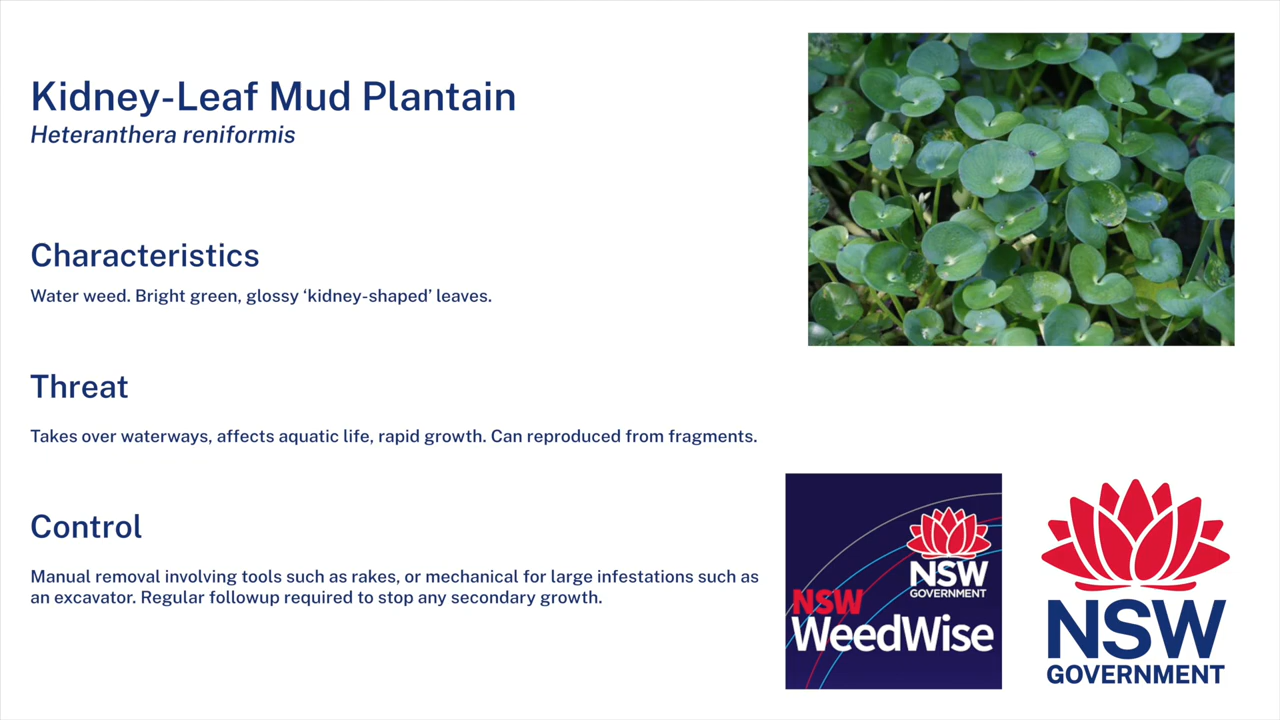 Kidney-Leaf Mud Plantain
Heteranthera reniformis
Characteristics
Water weed. Bright green, glossy ‘kidney-shaped’ leaves.
Threat
Takes over waterways, affects aquatic life, rapid growth. Can reproduced from fragments.
Control
Manual removal involving tools such as rakes, or mechanical for large infestations such as
an excavator. Regular followup required to stop any secondary growth.
NSW
GOVERNMENT
NSW
WeedWise
NSW
GOVERNMENT